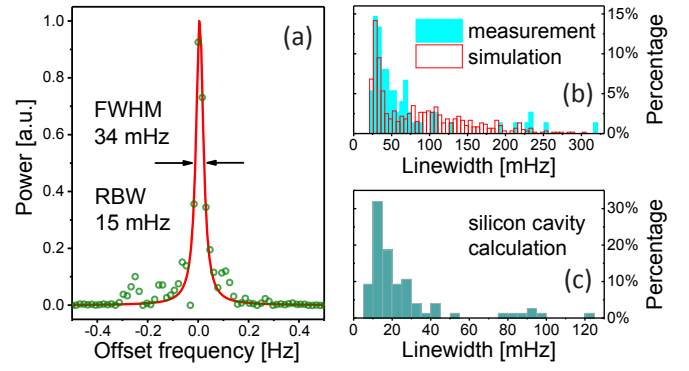 (a)
1.0
0.8
0.6
0.4
0.2
0.0
Power [a.u.]
FWHM
34 mHz
RBW
15 mHz
-0.4 -0.2 0.0 0.2 0.4
Offset frequency [Hz]
measurement
simulation
(b)
15%
10%
5%
0%
Percentage
50 100 150 200 250 300
Linewidth [mHz]
silicon cavity
calculation
(c)
30%
20%
10%
0%
Percentage
0 20 40 60 80 100 120
Linewidth [mHz]